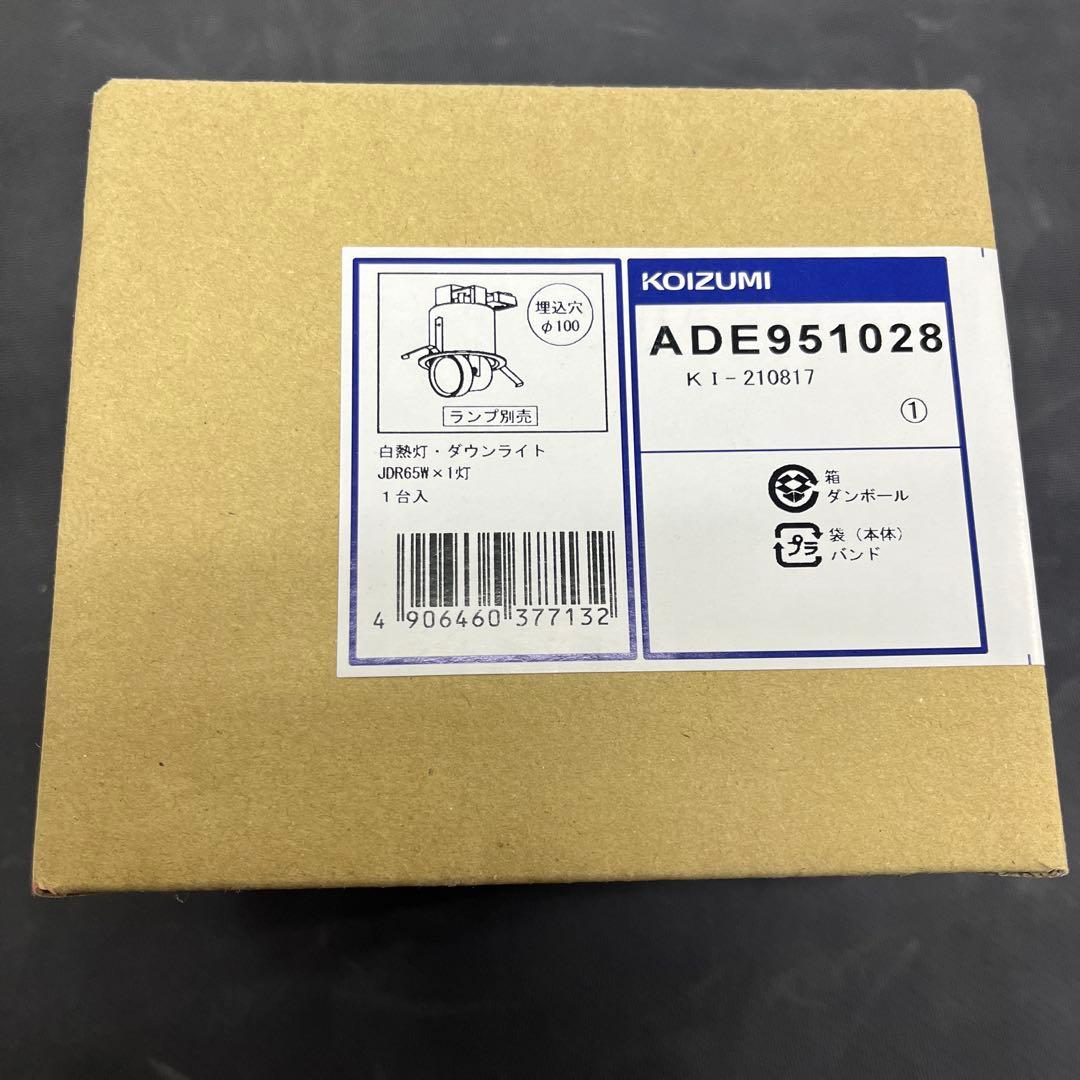 埋込穴
φ100
ランプ別売
白熱灯・ダウンライト
JDR65W×1灯
1台入
4 906460 377132
KOIZUMI
ADE951028
KI-210817
①
箱
ダンボール
プラ
袋（本体）
バンド